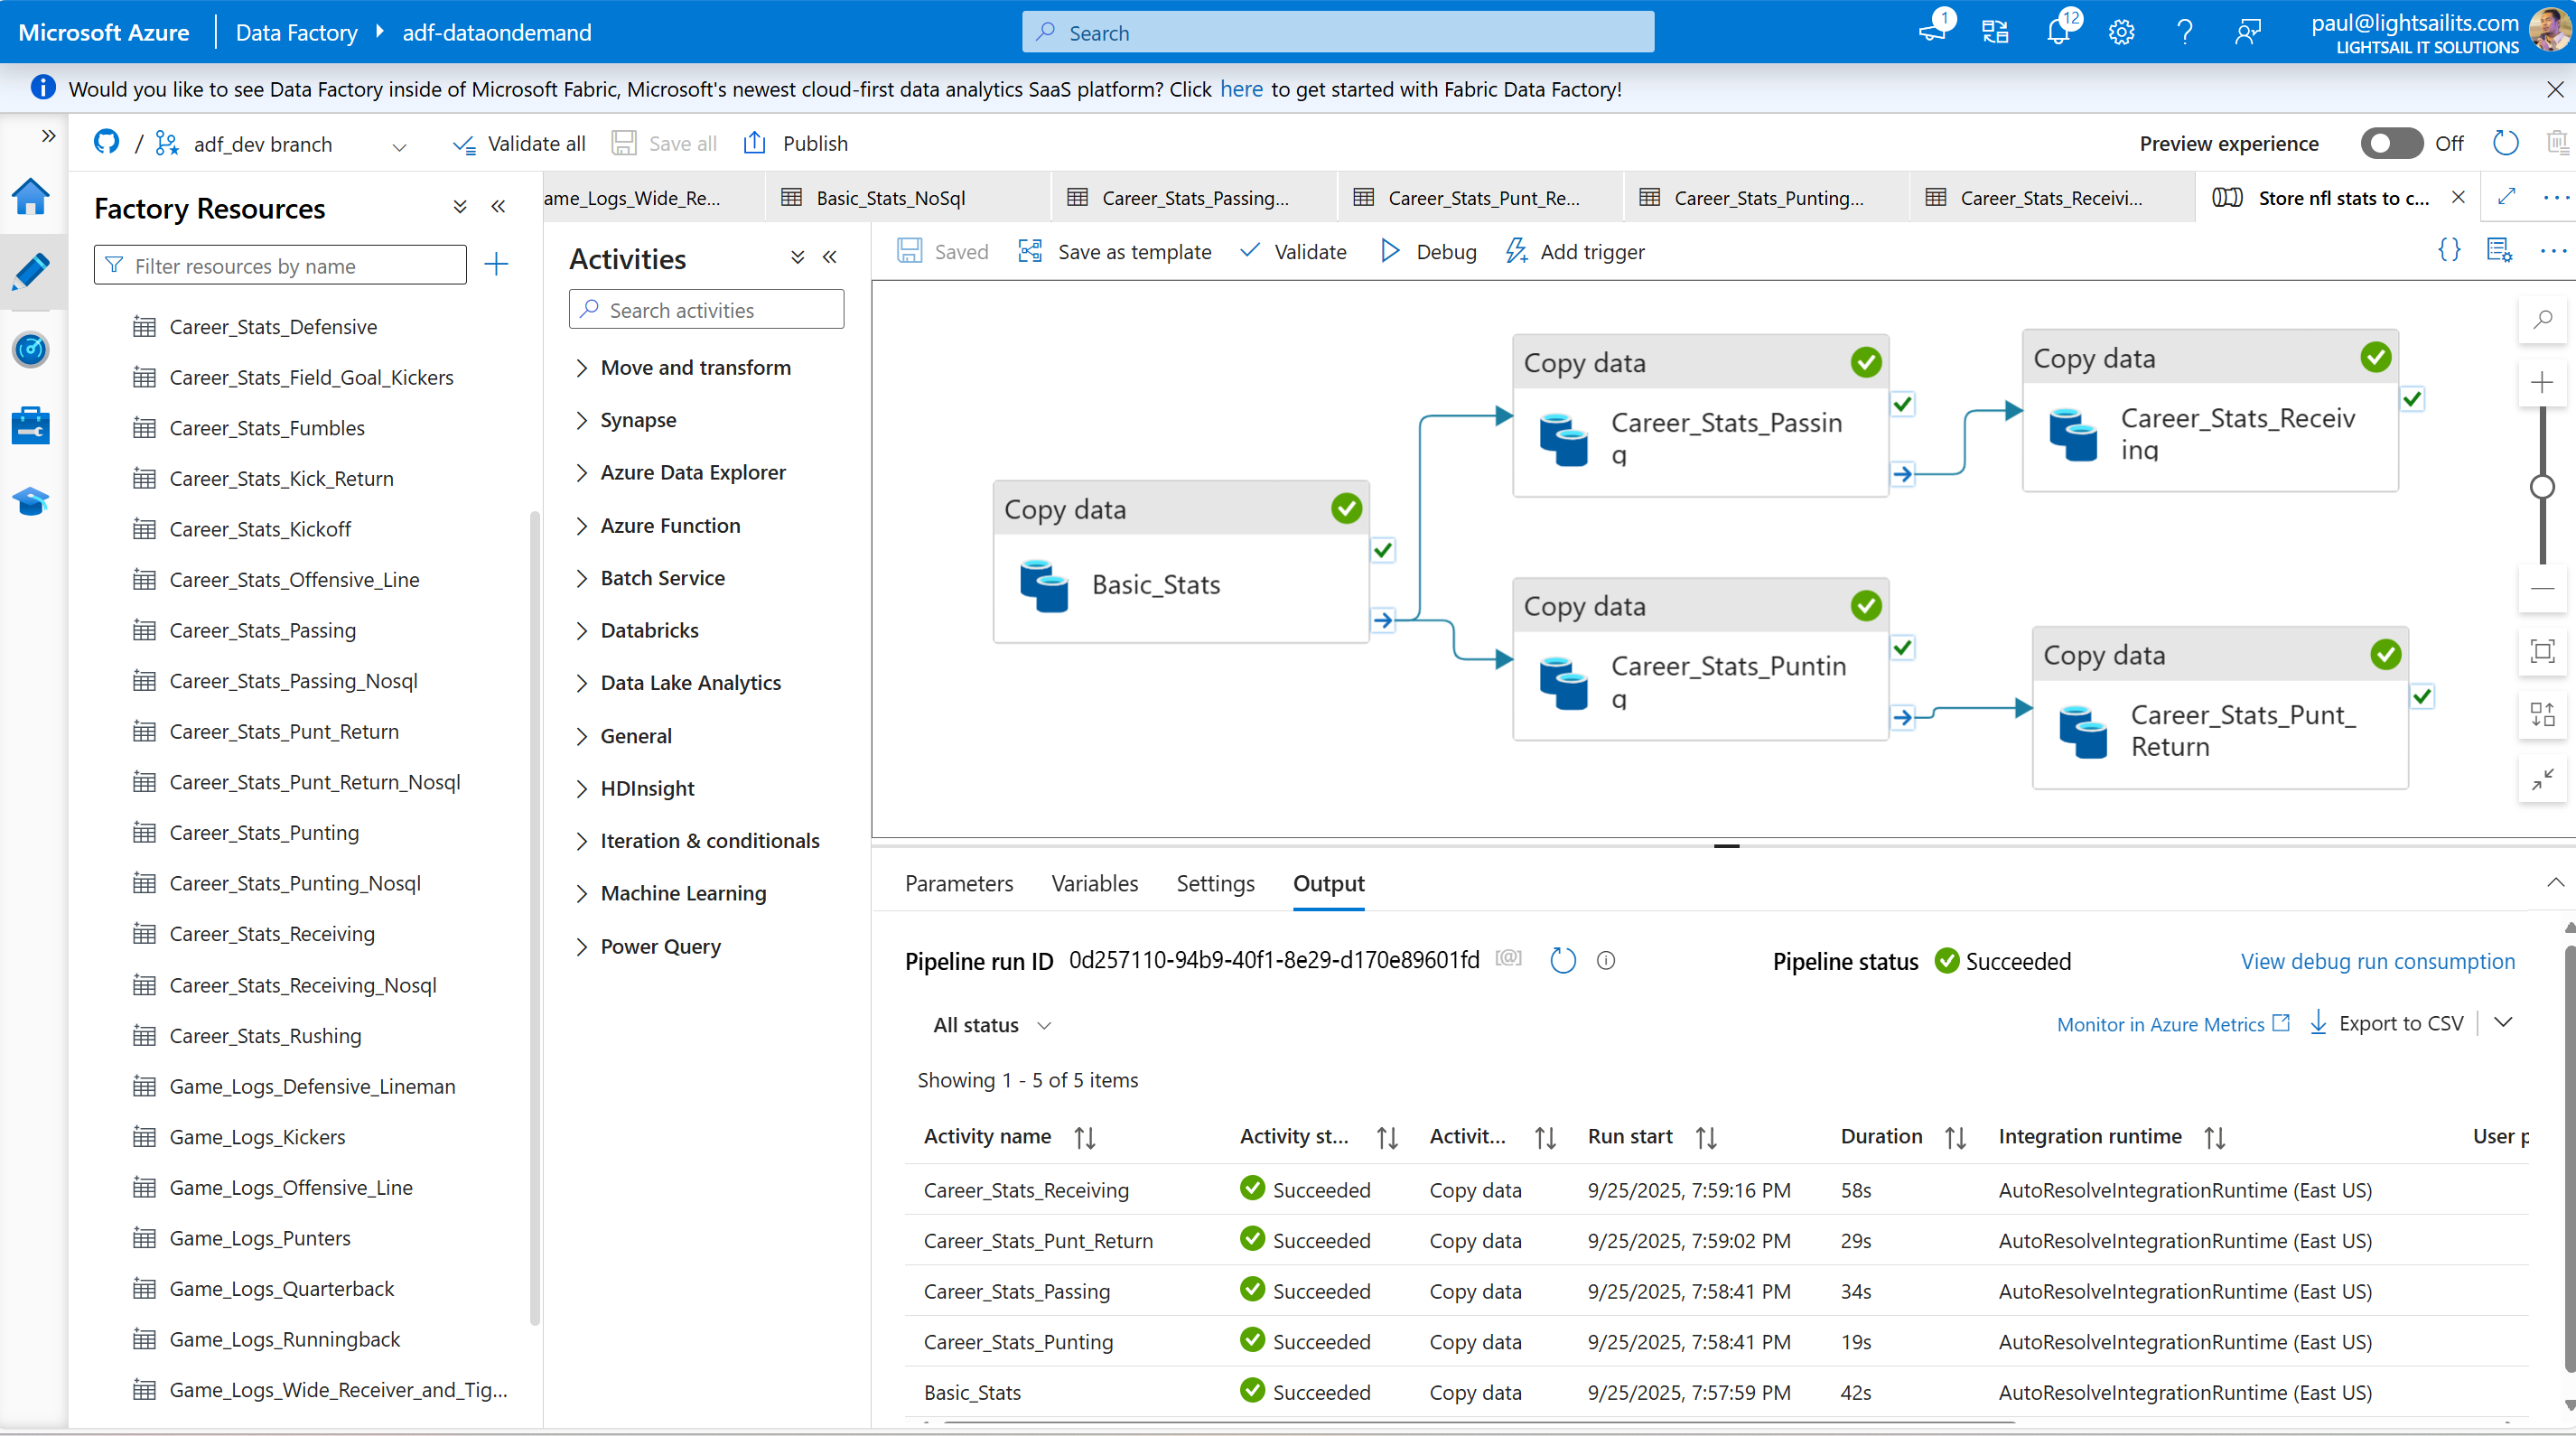 Microsoft Azure
Data Factory
adf-dataondemand
Search
1
12
paul@lightsailits.com
LIGHTSAIL IT SOLUTIONS
Would you like to see Data Factory inside of Microsoft Fabric, Microsoft's newest cloud-first data analytics SaaS platform? Click here to get started with Fabric Data Factory!
/ adf_dev branch
Validate all
Save all
Publish
Preview experience
Off
Factory Resources
Filter resources by name
Career_Stats_Defensive
Career_Stats_Field_Goal_Kickers
Career_Stats_Fumbles
Career_Stats_Kick_Return
Career_Stats_Kickoff
Career_Stats_Offensive_Line
Career_Stats_Passing
Career_Stats_Passing_Nosql
Career_Stats_Punt_Return
Career_Stats_Punt_Return_Nosql
Career_Stats_Punting
Career_Stats_Punting_Nosql
Career_Stats_Receiving
Career_Stats_Receiving_Nosql
Career_Stats_Rushing
Game_Logs_Defensive_Lineman
Game_Logs_Kickers
Game_Logs_Offensive_Line
Game_Logs_Punters
Game_Logs_Quarterback
Game_Logs_Runningback
Game_Logs_Wide_Receiver_and_Tig...
ame_Logs_Wide_Re...
Basic_Stats_NoSql
Career_Stats_Passing...
Career_Stats_Punt_Re...
Career_Stats_Punting...
Career_Stats_Receivi...
Store nfl stats to c...
Activities
Search activities
Move and transform
Synapse
Azure Data Explorer
Azure Function
Batch Service
Databricks
Data Lake Analytics
General
HDInsight
Iteration & conditionals
Machine Learning
Power Query
Saved
Save as template
Validate
Debug
Add trigger
{}
Copy data
Basic_Stats
Copy data
Career_Stats_Passin
g
Copy data
Career_Stats_Receiv
ing
Copy data
Career_Stats_Puntin
g
Copy data
Career_Stats_Punt_
Return
Parameters
Variables
Settings
Output
Pipeline run ID 0d257110-94b9-40f1-8e29-d170e89601fd
Pipeline status Succeeded
View debug run consumption
All status
Monitor in Azure Metrics
Export to CSV
Showing 1 - 5 of 5 items
Activity name Activity st... Activit... Run start Duration Integration runtime User p
Career_Stats_Receiving Succeeded Copy data 9/25/2025, 7:59:16 PM 58s AutoResolveIntegrationRuntime (East US)
Career_Stats_Punt_Return Succeeded Copy data 9/25/2025, 7:59:02 PM 29s AutoResolveIntegrationRuntime (East US)
Career_Stats_Passing Succeeded Copy data 9/25/2025, 7:58:41 PM 34s AutoResolveIntegrationRuntime (East US)
Career_Stats_Punting Succeeded Copy data 9/25/2025, 7:58:41 PM 19s AutoResolveIntegrationRuntime (East US)
Basic_Stats Succeeded Copy data 9/25/2025, 7:57:59 PM 42s AutoResolveIntegrationRuntime (East US)